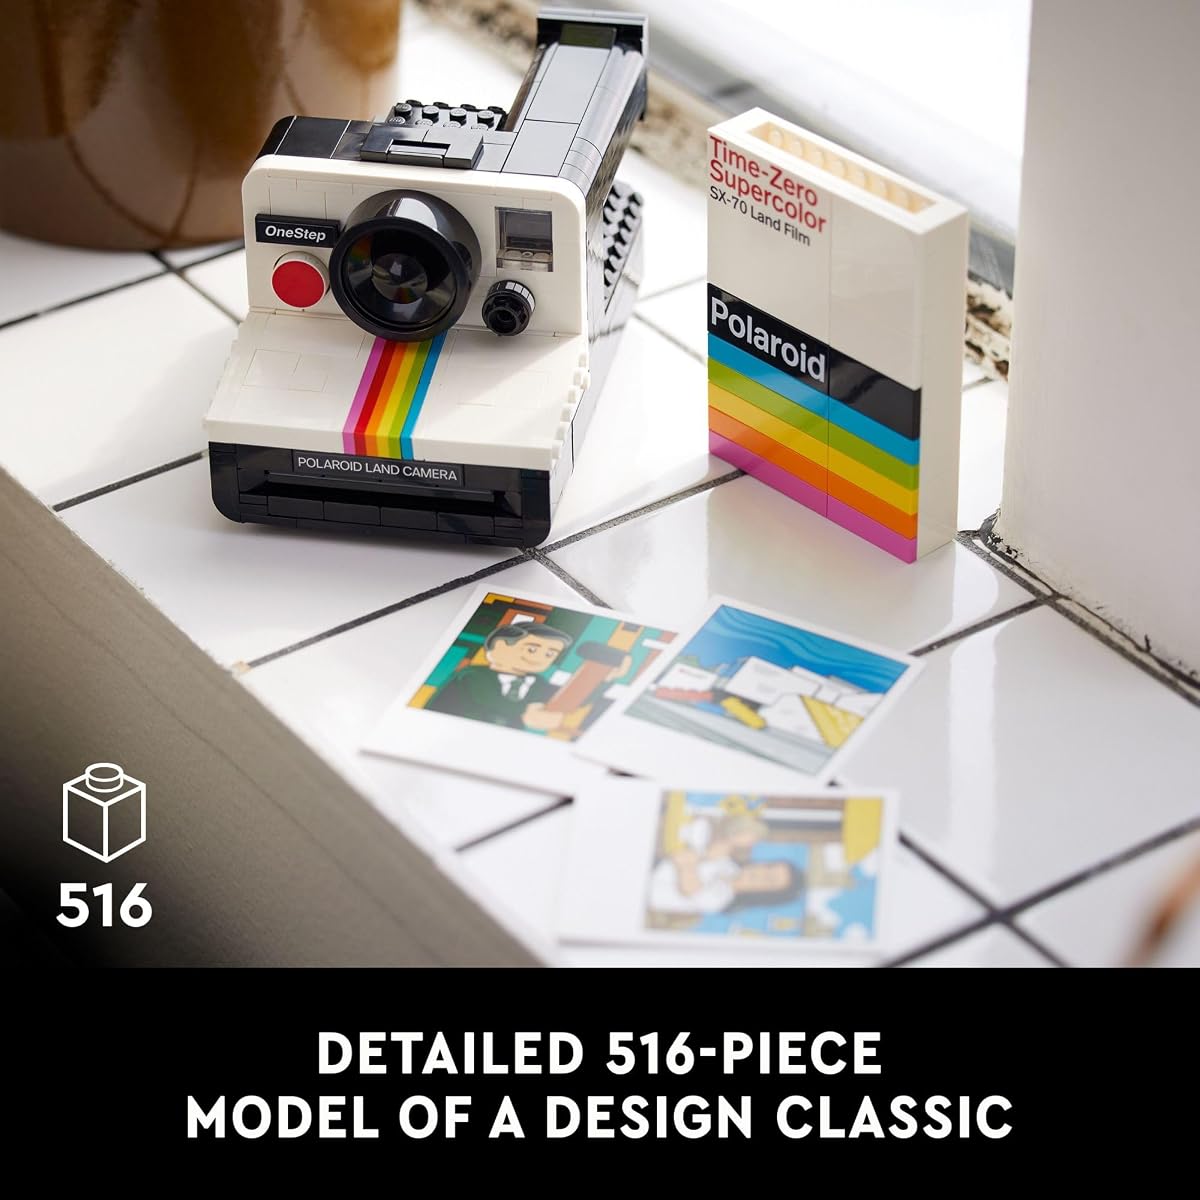 OneStep
POLAROID LAND CAMERA
Time-Zero
Supercolor
SX-70 Land Film
Polaroid
516
DETAILED 516-PIECE
MODEL OF A DESIGN CLASSIC